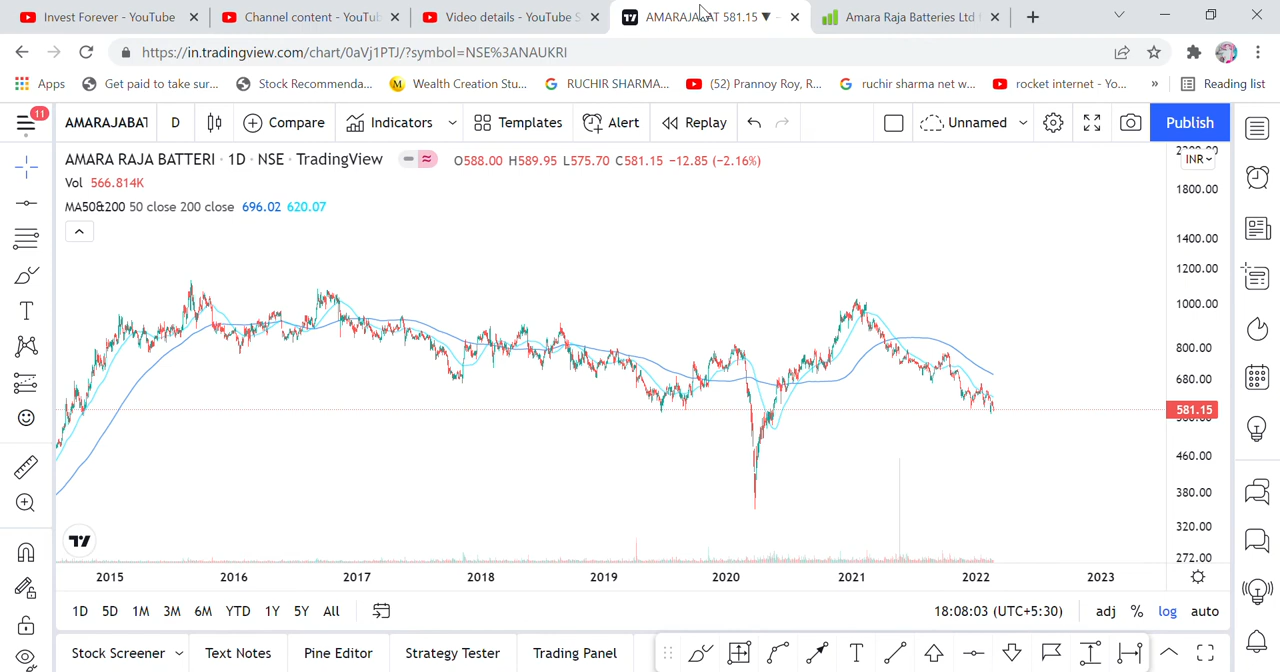 Invest Forever - YouTube
Channel content - YouTub
Video details - YouTube S
AMARAJABAT 581.15 ▼ -
Amara Raja Batteries Ltd
https://in.tradingview.com/chart/0aVj1PTJ/?symbol=NSE%3ANAUKRI
Apps
Get paid to take sur...
Stock Recommenda...
Wealth Creation Stu...
RUCHIR SHARMA...
(52) Prannoy Roy, R...
ruchir sharma net w...
rocket internet - Yo...
»
Reading list
11
AMARAJABAT
D
Compare
Indicators
Templates
Alert
Replay
Unnamed
Publish
AMARA RAJA BATTERI · 1D · NSE · TradingView
O588.00 H589.95 L575.70 C581.15 −12.85 (−2.16%)
INR
Vol 566.814K
MA50&200 50 close 200 close 696.02 620.07
1800.00
1400.00
1200.00
1000.00
800.00
680.00
581.15
460.00
380.00
320.00
272.00
2015 2016 2017 2018 2019 2020 2021 2022 2023
1D 5D 1M 3M 6M YTD 1Y 5Y All
18:08:03 (UTC+5:30)
adj % log auto
Stock Screener
Text Notes
Pine Editor
Strategy Tester
Trading Panel